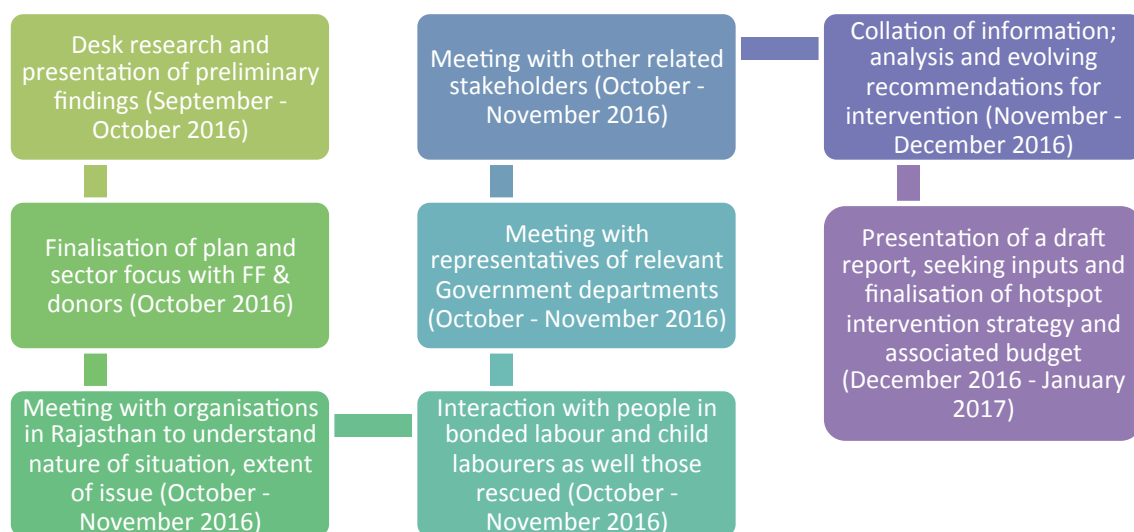 Desk research and
presentation of preliminary
findings (September -
October 2016)
Finalisation of plan and
sector focus with FF &
donors (October 2016)
Meeting with organisations
in Rajasthan to understand
nature of situation, extent
of issue (October -
November 2016)
Interaction with people in
bonded labour and child
labourers as well those
rescued (October -
November 2016)
Meeting with
representatives of relevant
Government departments
(October - November 2016)
Meeting with other related
stakeholders (October -
November 2016)
Collation of information;
analysis and evolving
recommendations for
intervention (November -
December 2016)
Presentation of a draft
report, seeking inputs and
finalisation of hotspot
intervention strategy and
associated budget
(December 2016 - January
2017)